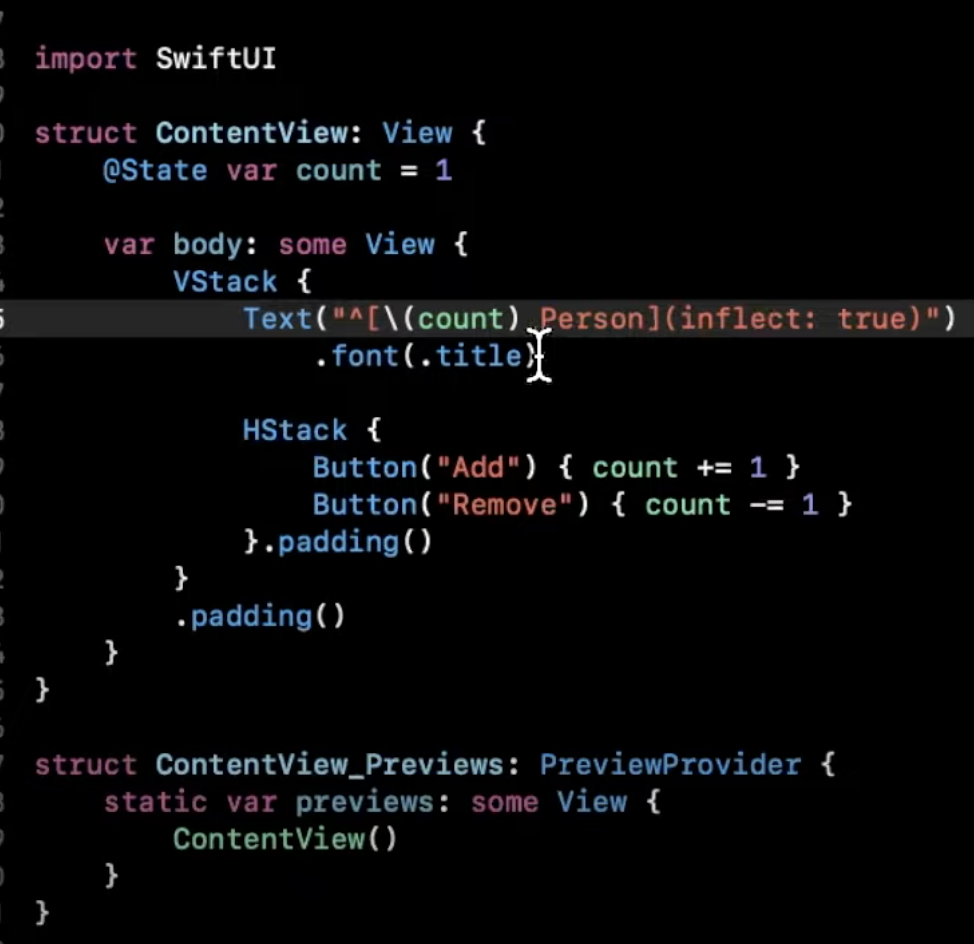 import SwiftUI
struct ContentView: View {
@State var count = 1
var body: some View {
VStack {
Text("^[\(count) Person](inflect: true)")
.font(.title)
HStack {
Button("Add") { count += 1 }
Button("Remove") { count -= 1 }
}.padding()
}
.padding()
}
}
struct ContentView_Previews: PreviewProvider {
static var previews: some View {
ContentView()
}
}